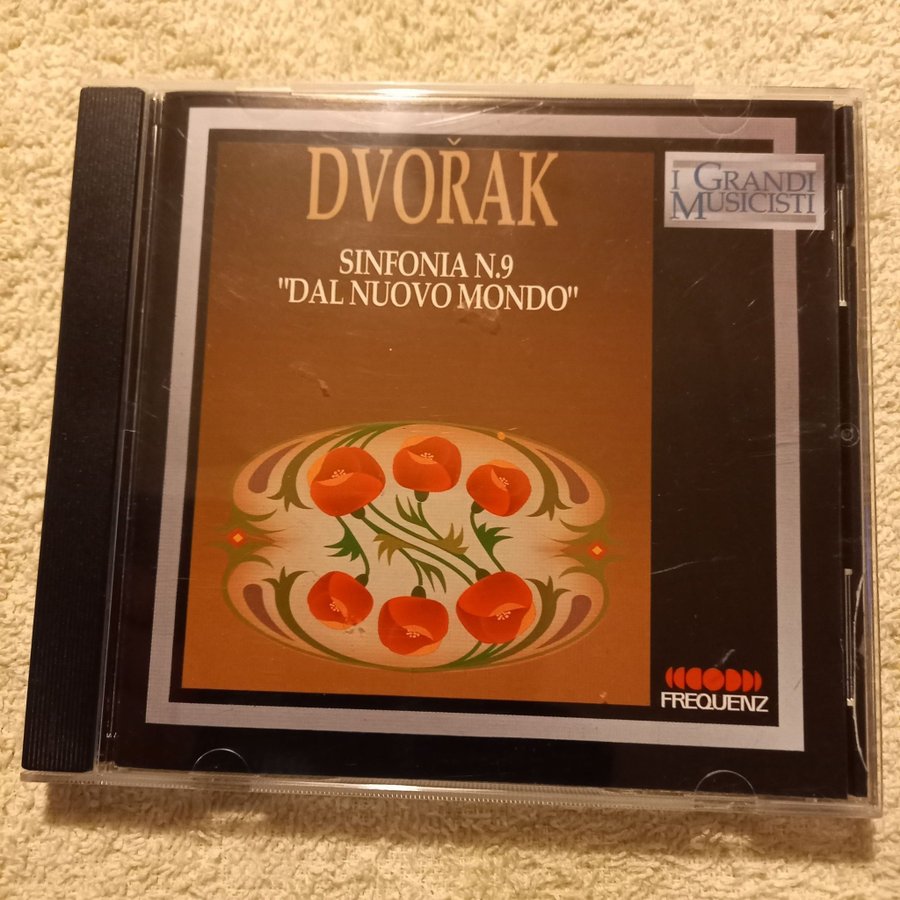 DVOŘAK
SINFONIA N.9
"DAL NUOVO MONDO"
I GRANDI
MUSICISTI
FREQUENZ